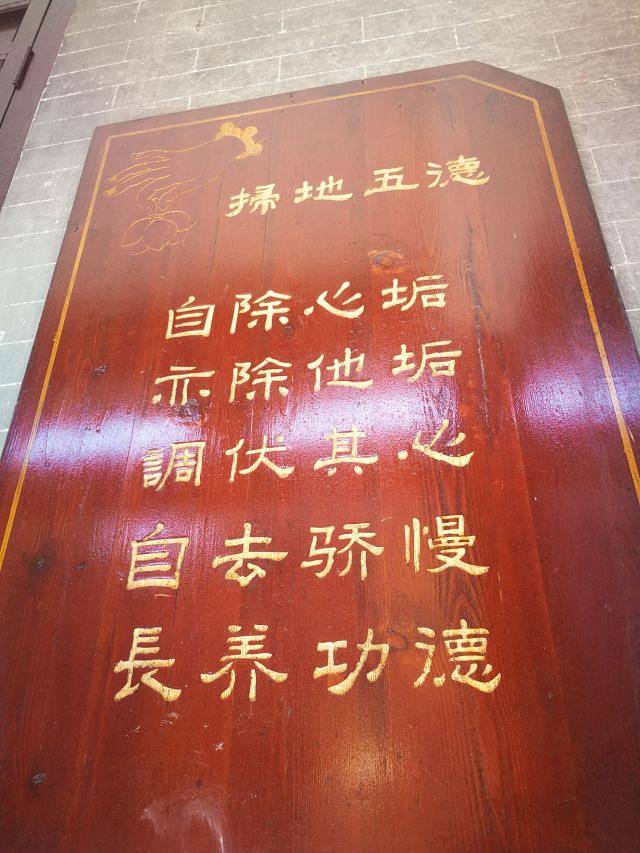 掃地五德
自除心垢
亦除他垢
調伏其心
自去骄慢
長养功德